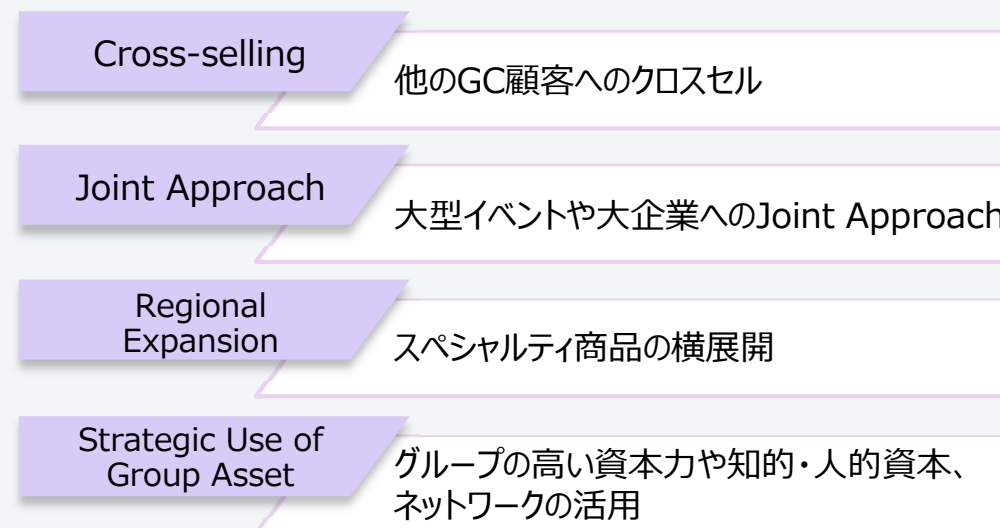 Cross-selling
他のGC顧客へのクロスセル
Joint Approach
大型イベントや大企業へのJoint Approach
Regional
Expansion
スペシャルティ商品の横展開
Strategic Use of
Group Asset
グループの高い資本力や知的・人的資本、
ネットワークの活用